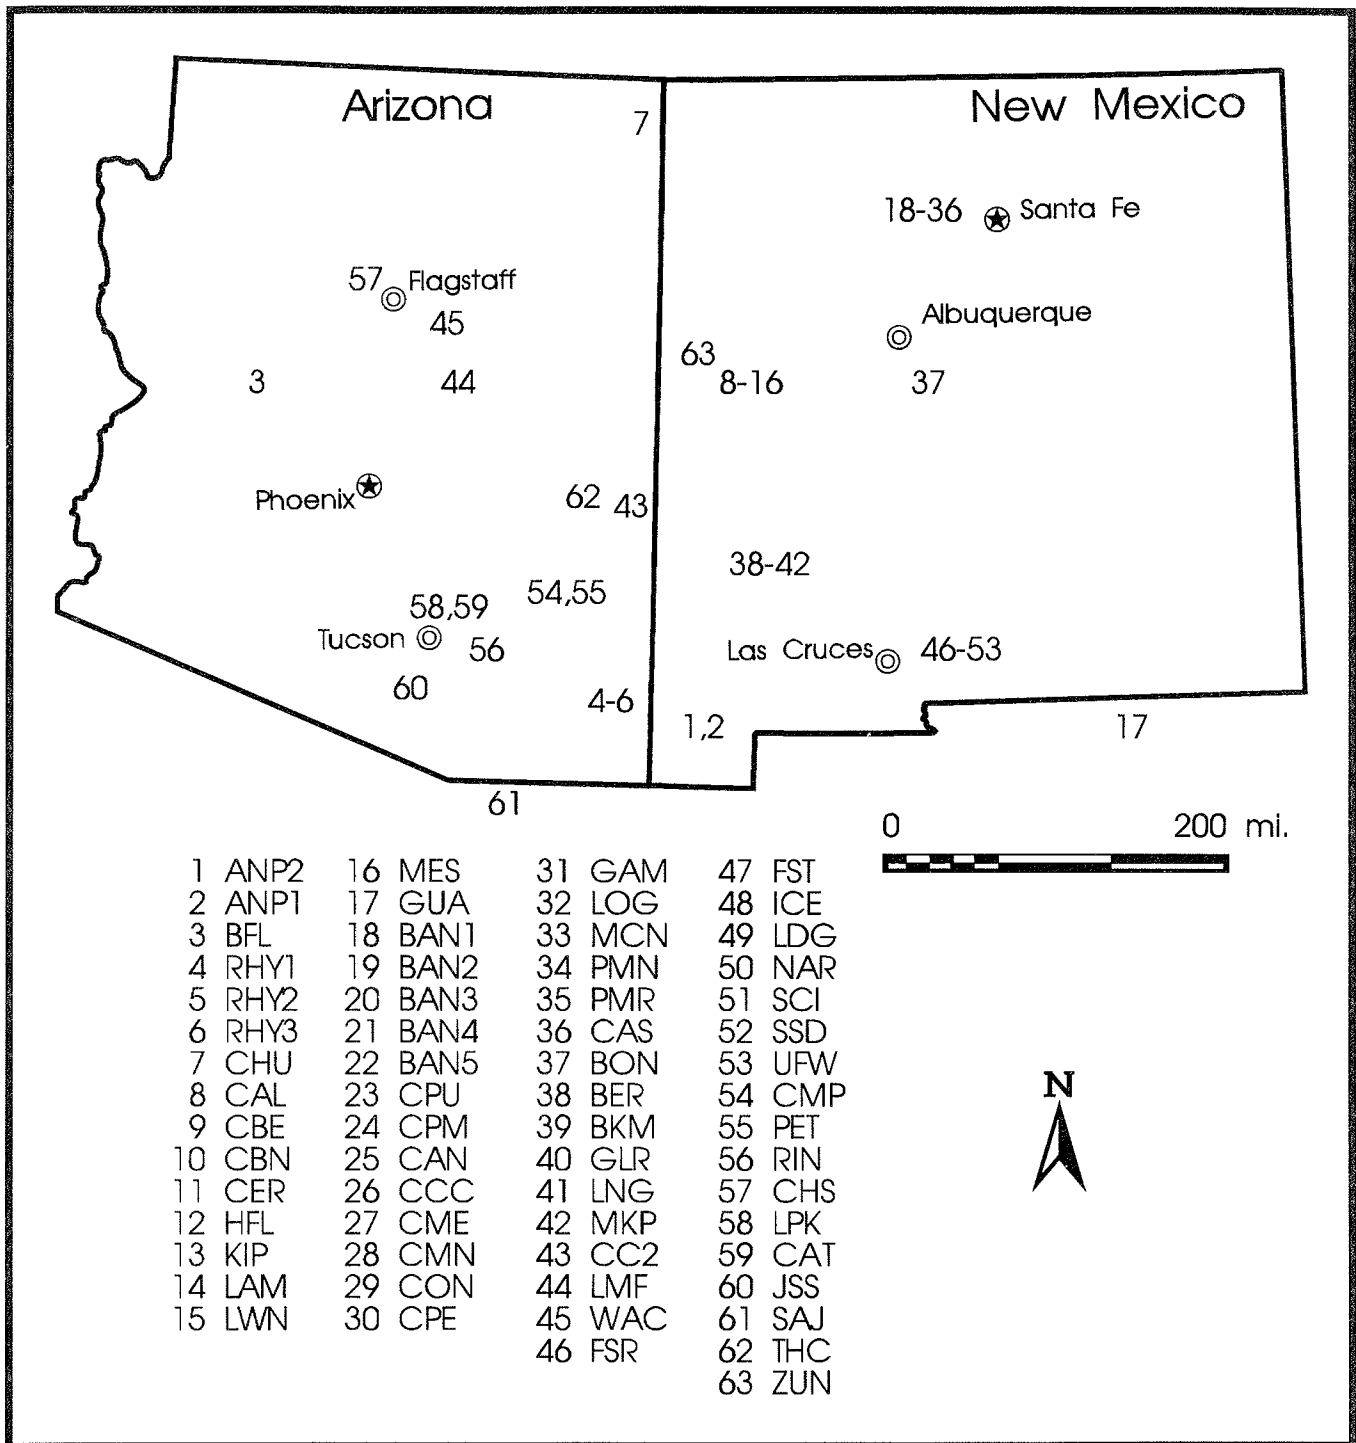 Arizona
New Mexico
7
18-36
Santa Fe
57
Flagstaff
45
Albuquerque
63
3
44
8-16
37
Phoenix
62
43
38-42
54,55
58,59
Tucson
56
Las Cruces
46-53
60
4-6
1,2
17
61
0 200 mi.
1 ANP2 16 MES 31 GAM 47 FST
2 ANP1 17 GUA 32 LOG 48 ICE
3 BFL 18 BAN1 33 MCN 49 LDG
4 RHY1 19 BAN2 34 PMN 50 NAR
5 RHY2 20 BAN3 35 PMR 51 SCI
6 RHY3 21 BAN4 36 CAS 52 SSD
7 CHU 22 BAN5 37 BON 53 UFW
8 CAL 23 CPU 38 BER 54 CMP
9 CBE 24 CPM 39 BKM 55 PET
10 CBN 25 CAN 40 GLR 56 RIN
11 CER 26 CCC 41 LNG 57 CHS
12 HFL 27 CME 42 MKP 58 LPK
13 KIP 28 CMN 43 CC2 59 CAT
14 LAM 29 CON 44 LMF 60 JSS
15 LWN 30 CPE 45 WAC 61 SAJ
46 FSR 62 THC
63 ZUN
N